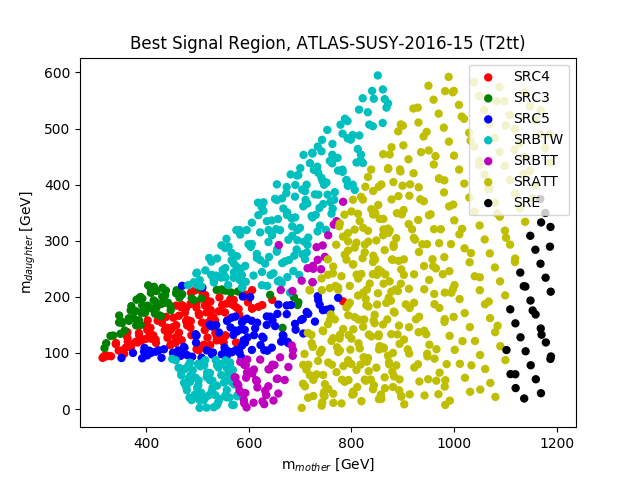 Best Signal Region, ATLAS-SUSY-2016-15 (T2tt)
SRC4
SRC3
SRC5
SRBTW
SRBTT
SRATT
SRE
600
500
400
300
200
100
0
m_daughter [GeV]
400
600
800
1000
1200
m_mother [GeV]